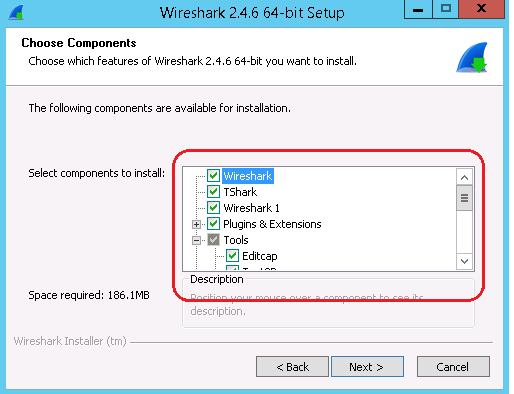 Wireshark 2.4.6 64-bit Setup
Choose Components
Choose which features of Wireshark 2.4.6 64-bit you want to install.
The following components are available for installation.
Select components to install:
Wireshark
TShark
Wireshark 1
Plugins & Extensions
Tools
Editcap
Description
Space required: 186.1MB
Position your mouse over a component to see its
description.
Wireshark Installer (tm)
< Back
Next >
Cancel